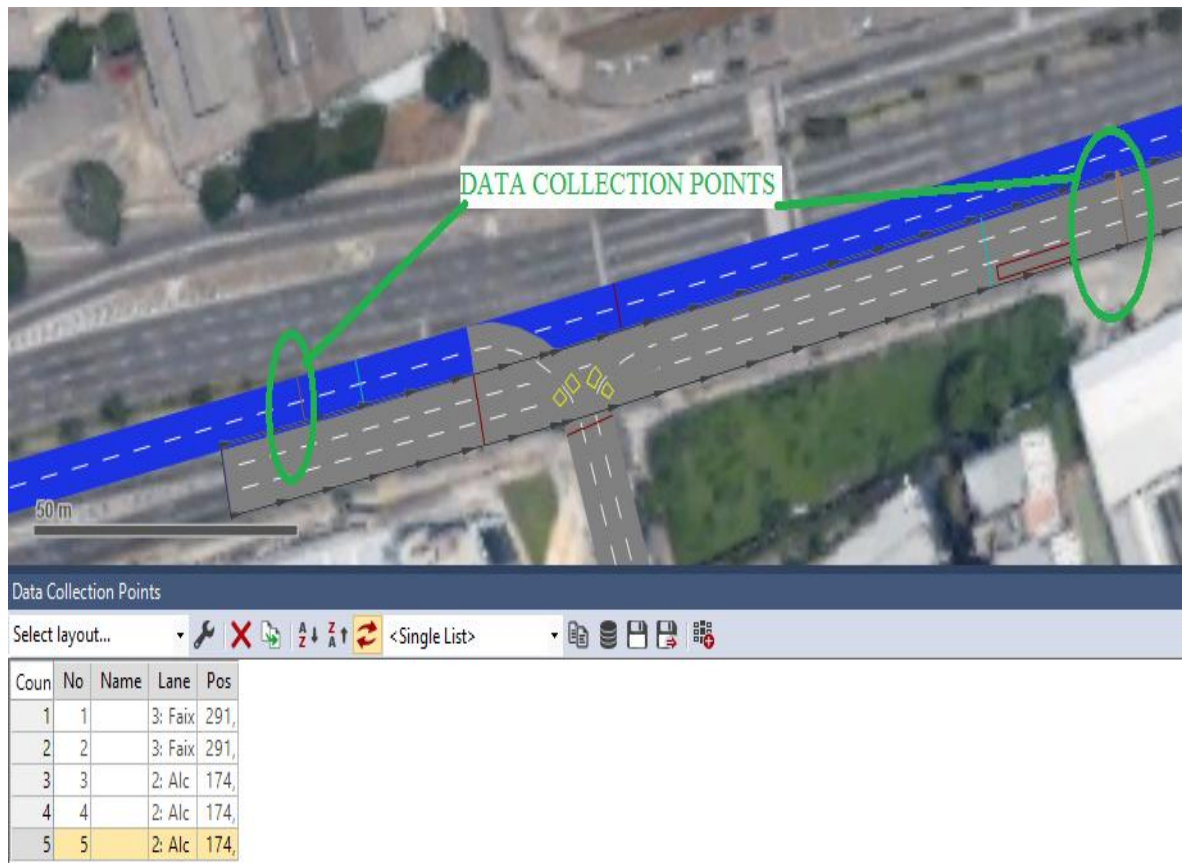 DATA COLLECTION POINTS
50 m
Data Collection Points
Select layout... <Single List>
Coun No Name Lane Pos
1 1 3: Faix 291,
2 2 3: Faix 291,
3 3 2: Alc 174,
4 4 2: Alc 174,
5 5 2: Alc 174,